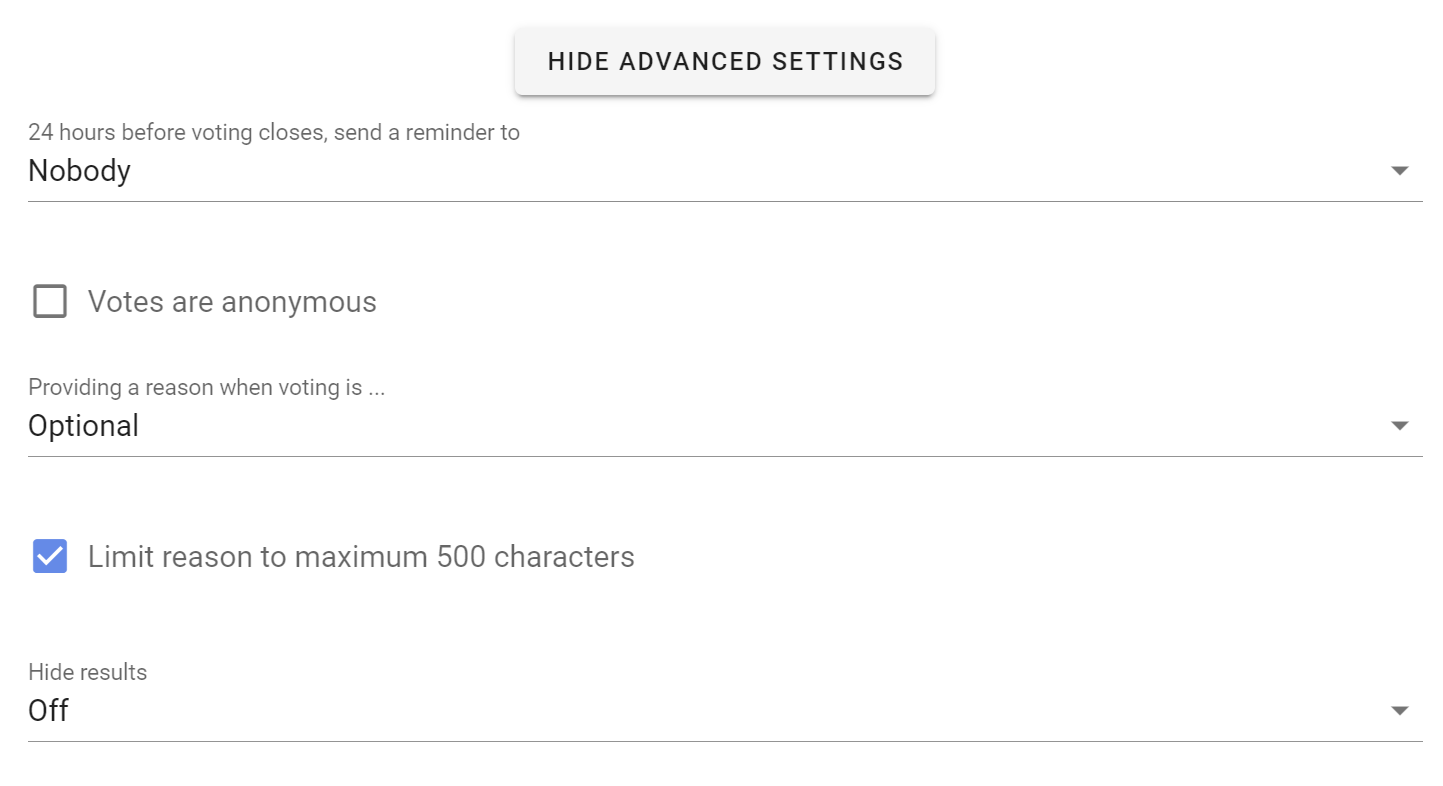 HIDE ADVANCED SETTINGS
24 hours before voting closes, send a reminder to
Nobody
Votes are anonymous
Providing a reason when voting is ...
Optional
Limit reason to maximum 500 characters
Hide results
Off